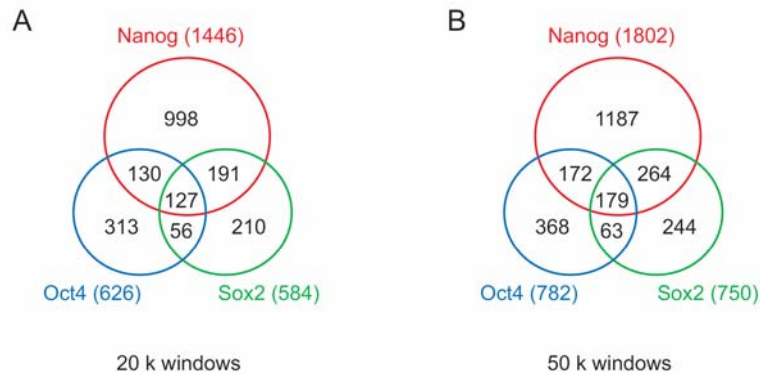 A
Nanog (1446)
998
130
191
127
313
56
210
Oct4 (626)
Sox2 (584)
20 k windows
B
Nanog (1802)
1187
172
264
179
368
63
244
Oct4 (782)
Sox2 (750)
50 k windows